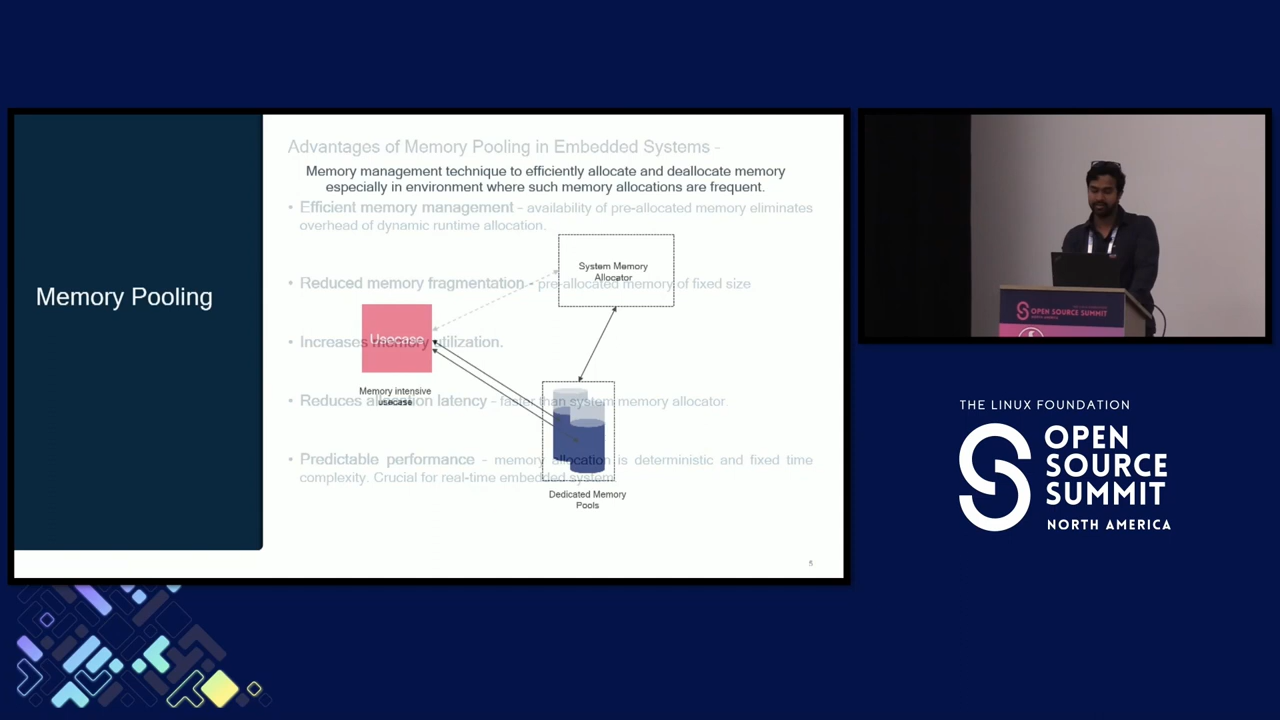 Memory Pooling
Advantages of Memory Pooling in Embedded Systems -
Memory management technique to efficiently allocate and deallocate memory
especially in environment where such memory allocations are frequent.
• Efficient memory management - availability of pre-allocated memory eliminates
overhead of dynamic runtime allocation.
System Memory
Allocator
• Reduced memory fragmentation - pre-allocated memory of fixed size
Usecase
• Increases memory utilization.
Memory intensive
usecase
• Reduces allocation latency - faster than system memory allocator.
• Predictable performance - memory allocation is deterministic and fixed time
complexity. Crucial for real-time embedded system.
Dedicated Memory
Pools
5
OPEN SOURCE SUMMIT
THE LINUX FOUNDATION
OPEN
SOURCE
SUMMIT
NORTH AMERICA